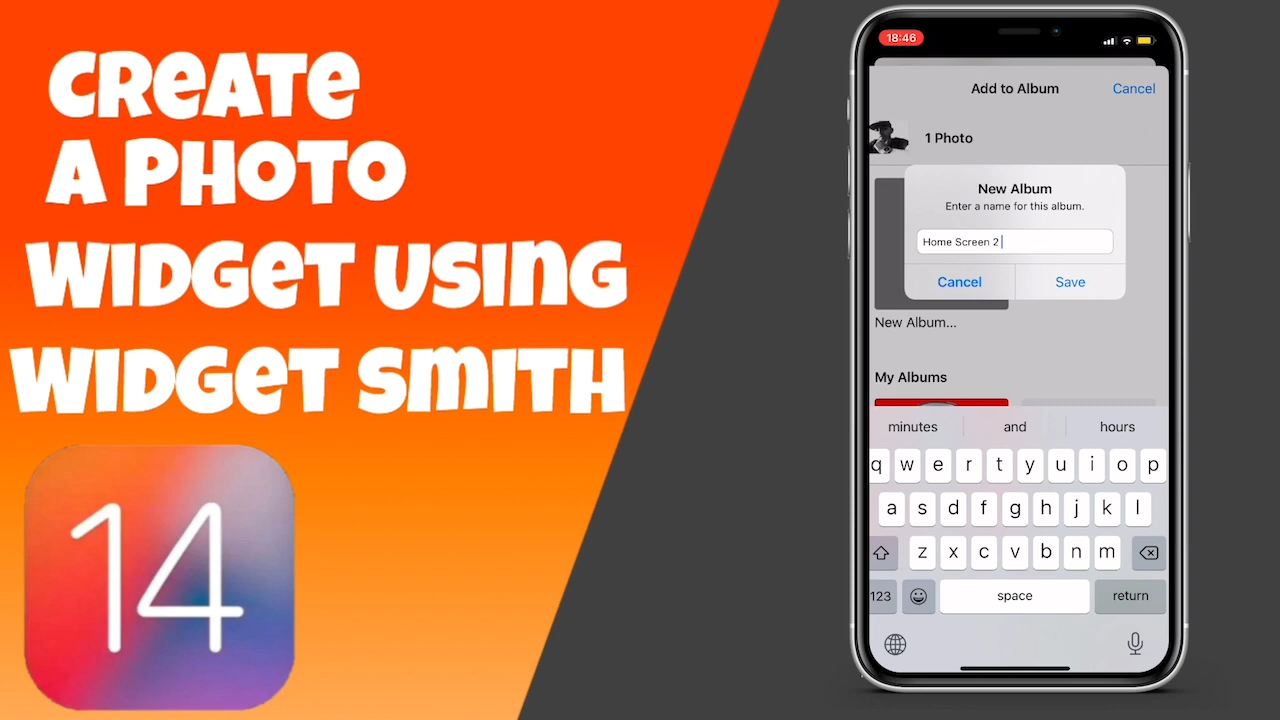 CREATE
A PHOTO
WIDGET USING
WIDGET SMITH
14
18:46
Add to Album
Cancel
1 Photo
New Album
Enter a name for this album.
Home Screen 2
Cancel
Save
New Album...
My Albums
minutes
and
hours
q w e r t y u i o p
a s d f g h j k l
z x c v b n m
123
space
return